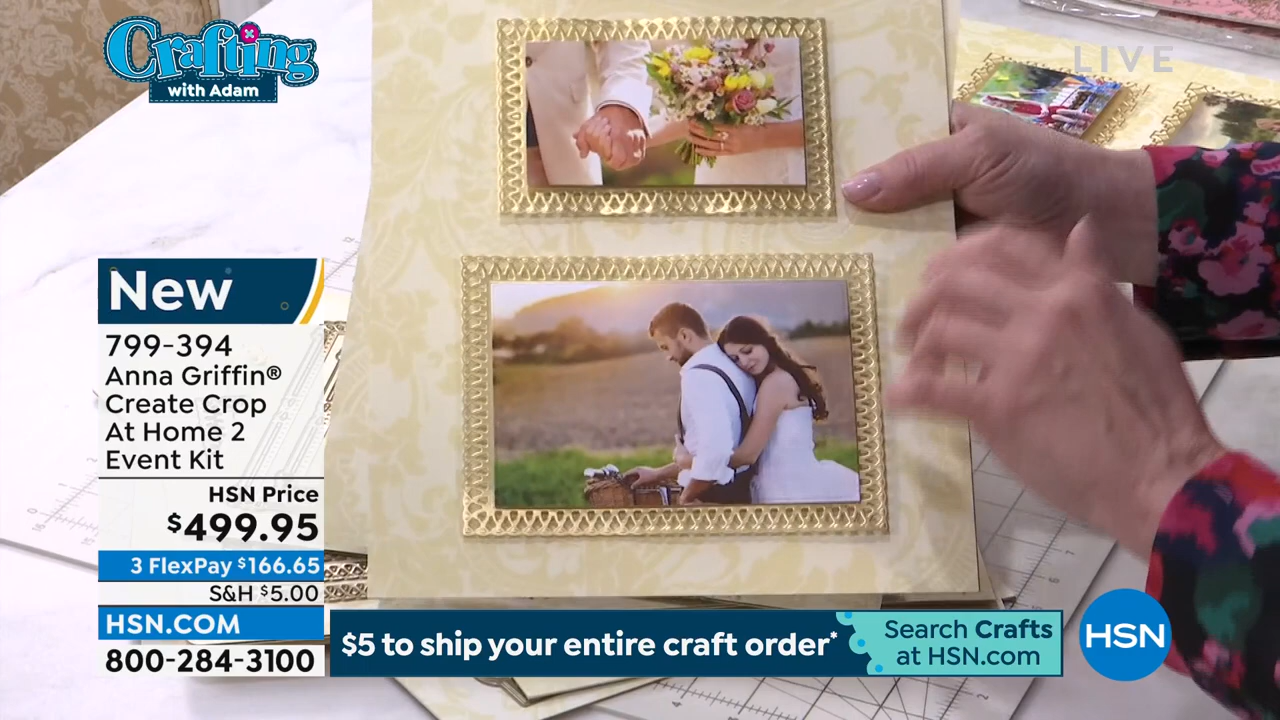 Crafting
with Adam
LIVE
New
799-394
Anna Griffin®
Create Crop
At Home 2
Event Kit
HSN Price
$499.95
3 FlexPay $166.65
S&H $5.00
HSN.COM
800-284-3100
$5 to ship your entire craft order*
Search Crafts
at HSN.com
HSN